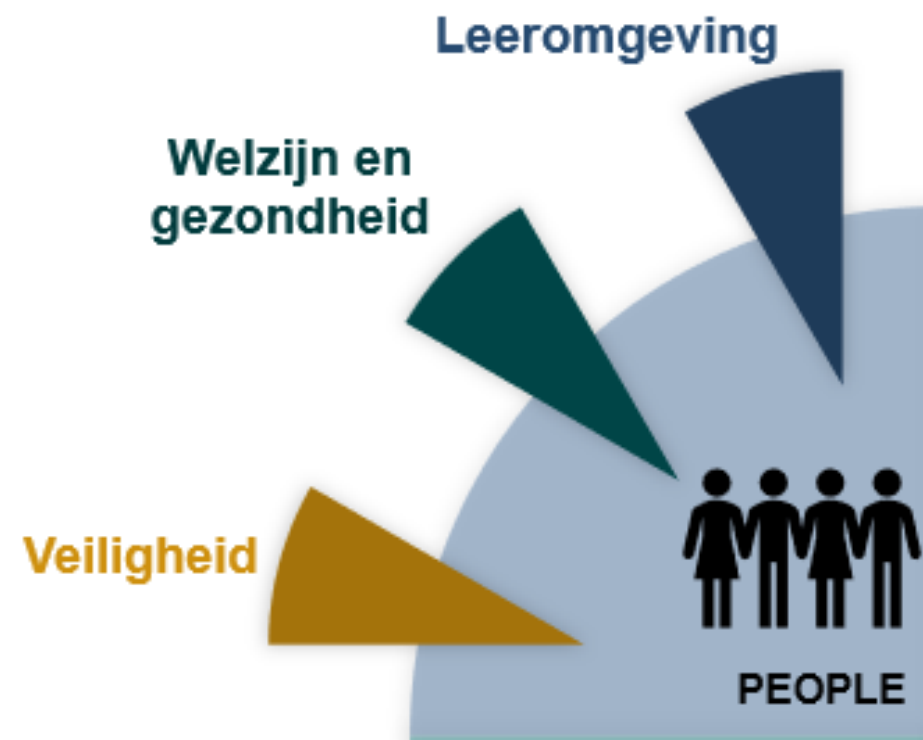 Leeromgeving
Welzijn en
gezondheid
Veiligheid
PEOPLE